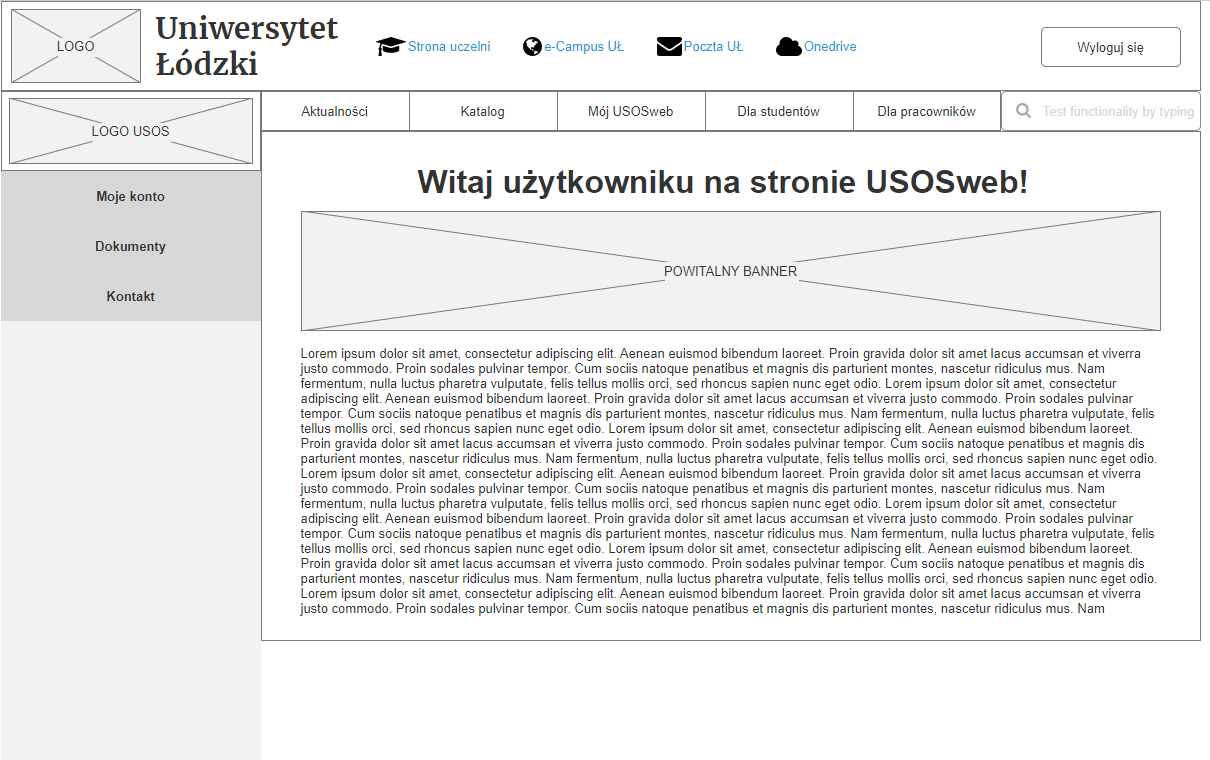 LOGO
Uniwersytet
Łódzki
Strona uczelni
e-Campus UŁ
Poczta UŁ
Onedrive
Wyloguj się
LOGO USOS
Aktualności
Katalog
Mój USOSweb
Dla studentów
Dla pracowników
Test functionality by typing
Moje konto
Dokumenty
Kontakt
Witaj użytkowniku na stronie USOSweb!
POWITALNY BANNER
Lorem ipsum dolor sit amet, consectetur adipiscing elit. Aenean euismod bibendum laoreet. Proin gravida dolor sit amet lacus accumsan et viverra
justo commodo. Proin sodales pulvinar tempor. Cum sociis natoque penatibus et magnis dis parturient montes, nascetur ridiculus mus. Nam
fermentum, nulla luctus pharetra vulputate, felis tellus mollis orci, sed rhoncus sapien nunc eget odio. Lorem ipsum dolor sit amet, consectetur
adipiscing elit. Aenean euismod bibendum laoreet. Proin gravida dolor sit amet lacus accumsan et viverra justo commodo. Proin sodales pulvinar
tempor. Cum sociis natoque penatibus et magnis dis parturient montes, nascetur ridiculus mus. Nam fermentum, nulla luctus pharetra vulputate, felis
tellus mollis orci, sed rhoncus sapien nunc eget odio. Lorem ipsum dolor sit amet, consectetur adipiscing elit. Aenean euismod bibendum laoreet.
Proin gravida dolor sit amet lacus accumsan et viverra justo commodo. Proin sodales pulvinar tempor. Cum sociis natoque penatibus et magnis dis
parturient montes, nascetur ridiculus mus. Nam fermentum, nulla luctus pharetra vulputate, felis tellus mollis orci, sed rhoncus sapien nunc eget odio.
Lorem ipsum dolor sit amet, consectetur adipiscing elit. Aenean euismod bibendum laoreet. Proin gravida dolor sit amet lacus accumsan et viverra
justo commodo. Proin sodales pulvinar tempor. Cum sociis natoque penatibus et magnis dis parturient montes, nascetur ridiculus mus. Nam
fermentum, nulla luctus pharetra vulputate, felis tellus mollis orci, sed rhoncus sapien nunc eget odio. Lorem ipsum dolor sit amet, consectetur
adipiscing elit. Aenean euismod bibendum laoreet. Proin gravida dolor sit amet lacus accumsan et viverra justo commodo. Proin sodales pulvinar
tempor. Cum sociis natoque penatibus et magnis dis parturient montes, nascetur ridiculus mus. Nam fermentum, nulla luctus pharetra vulputate, felis
tellus mollis orci, sed rhoncus sapien nunc eget odio. Lorem ipsum dolor sit amet, consectetur adipiscing elit. Aenean euismod bibendum laoreet.
Proin gravida dolor sit amet lacus accumsan et viverra justo commodo. Proin sodales pulvinar tempor. Cum sociis natoque penatibus et magnis dis
parturient montes, nascetur ridiculus mus. Nam fermentum, nulla luctus pharetra vulputate, felis tellus mollis orci, sed rhoncus sapien nunc eget odio.
Lorem ipsum dolor sit amet, consectetur adipiscing elit. Aenean euismod bibendum laoreet. Proin gravida dolor sit amet lacus accumsan et viverra
justo commodo. Proin sodales pulvinar tempor. Cum sociis natoque penatibus et magnis dis parturient montes, nascetur ridiculus mus. Nam